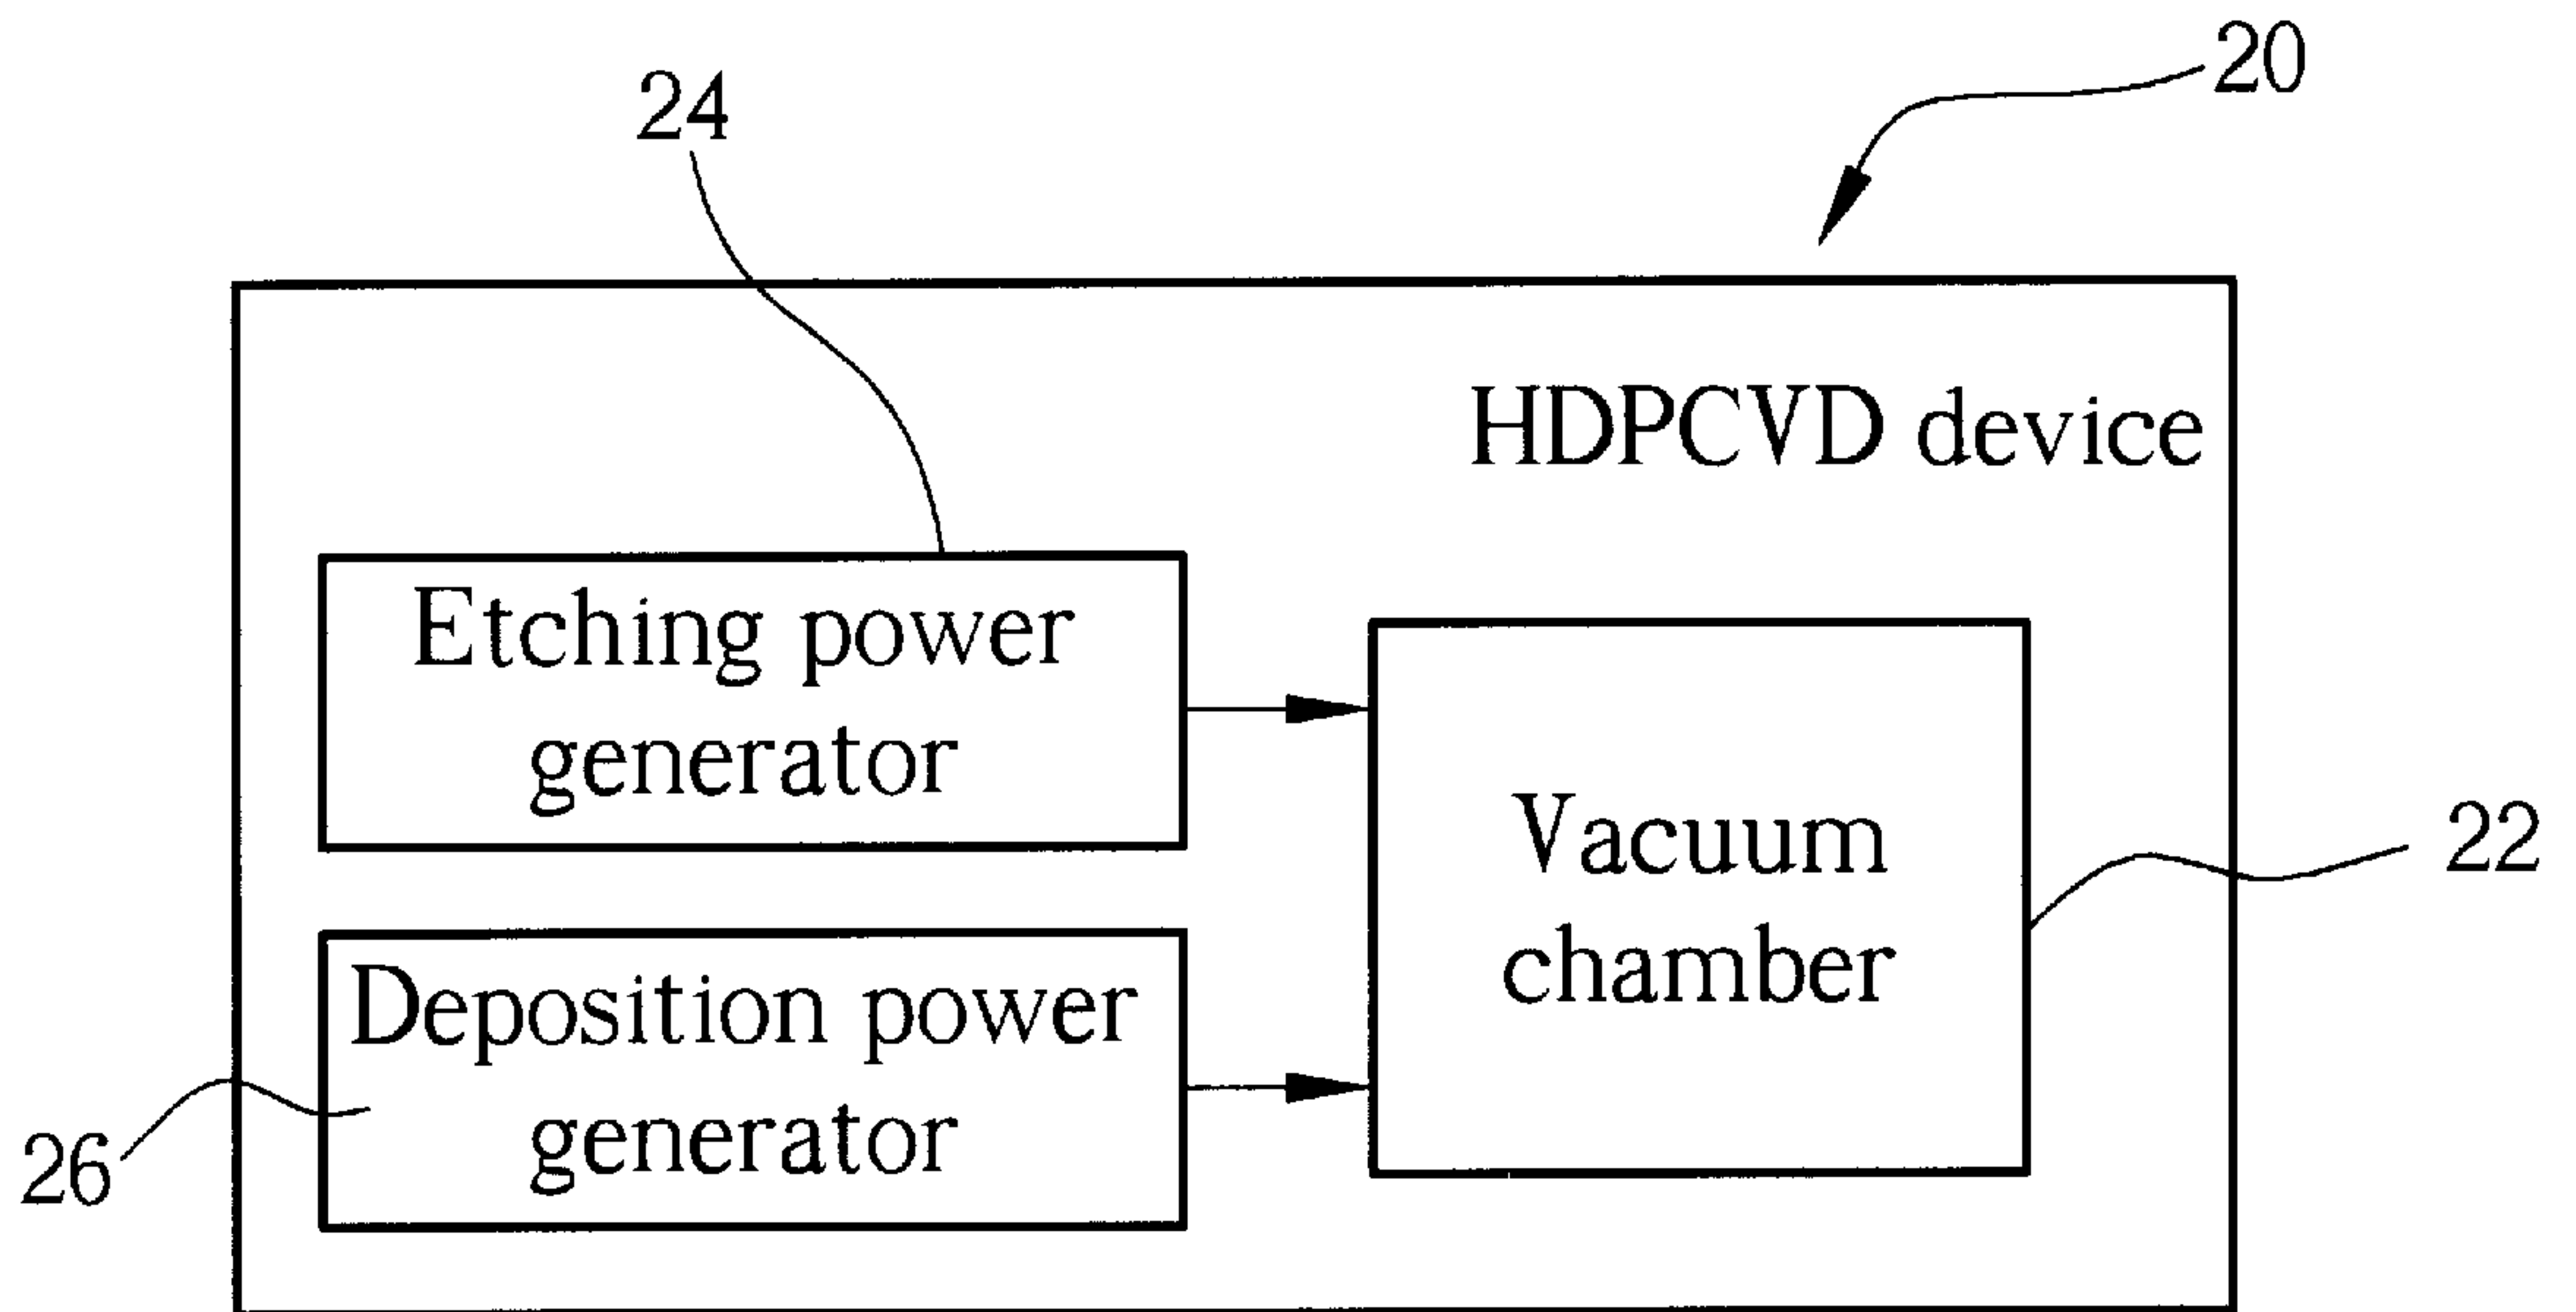 20
24
HDPCVD device
Etching power
generator
Vacuum
chamber
22
Deposition power
generator
26